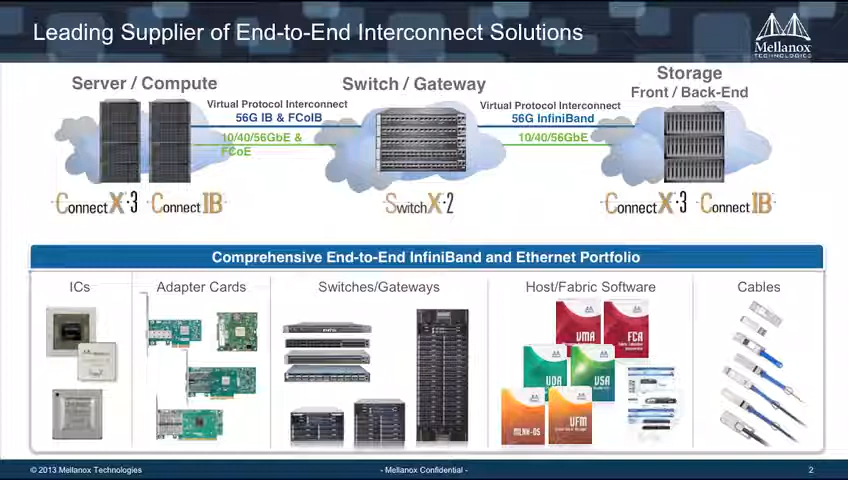 Leading Supplier of End-to-End Interconnect Solutions
Mellanox
TECHNOLOGIES
Server / Compute
Switch / Gateway
Storage
Front / Back-End
Virtual Protocol Interconnect
56G IB & FCoIB
10/40/56GbE &
FCoE
Virtual Protocol Interconnect
56G InfiniBand
10/40/56GbE
ConnectX·3
Connect IB
SwitchX·2
ConnectX·3
Connect IB
Comprehensive End-to-End InfiniBand and Ethernet Portfolio
ICs
Adapter Cards
Switches/Gateways
Host/Fabric Software
Cables
VMA
FCA
UDA
VSA
MLNX-OS
UFM
© 2013 Mellanox Technologies
- Mellanox Confidential -
2